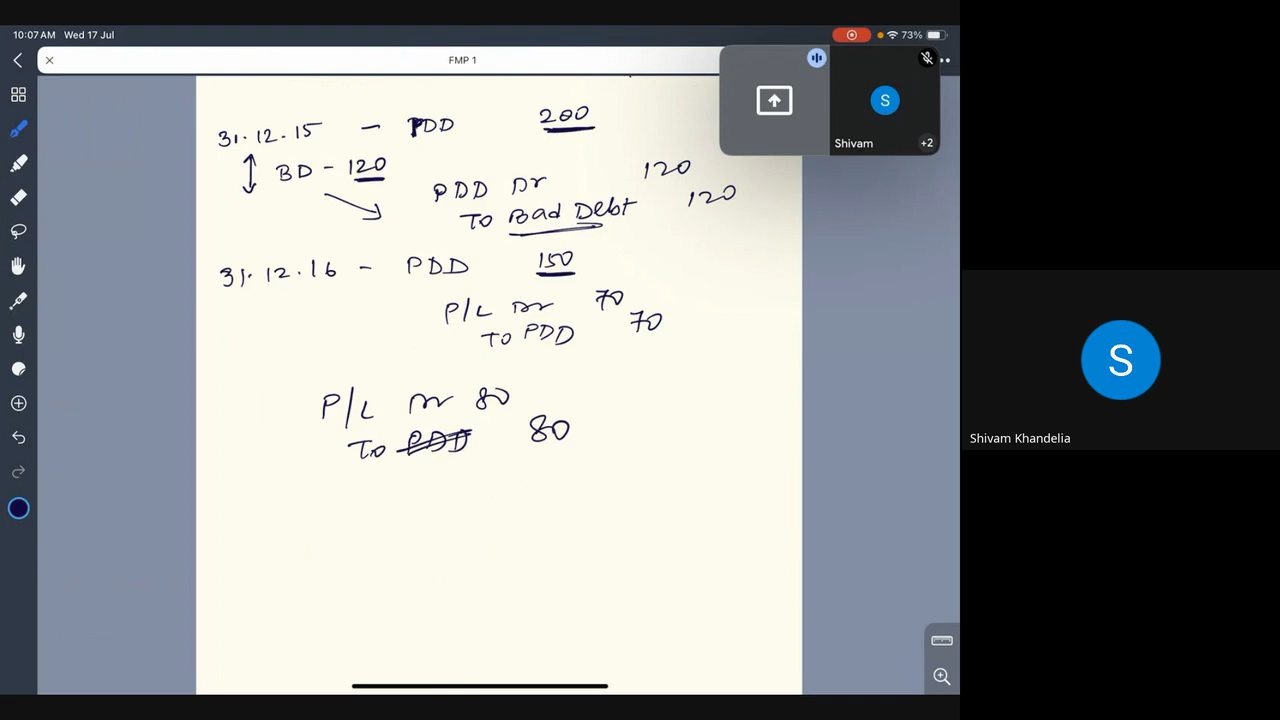 10:07 AM Wed 17 Jul
73%
FMP 1
Shivam
+2
S
31.12.15 - PDD 200
BD - 120
PDD Dr 120
To Bad Debt 120
31.12.16 - PDD 150
P/L Dr 70
To PDD 70
P/L Dr 80
To PDD 80
S
Shivam Khandelia